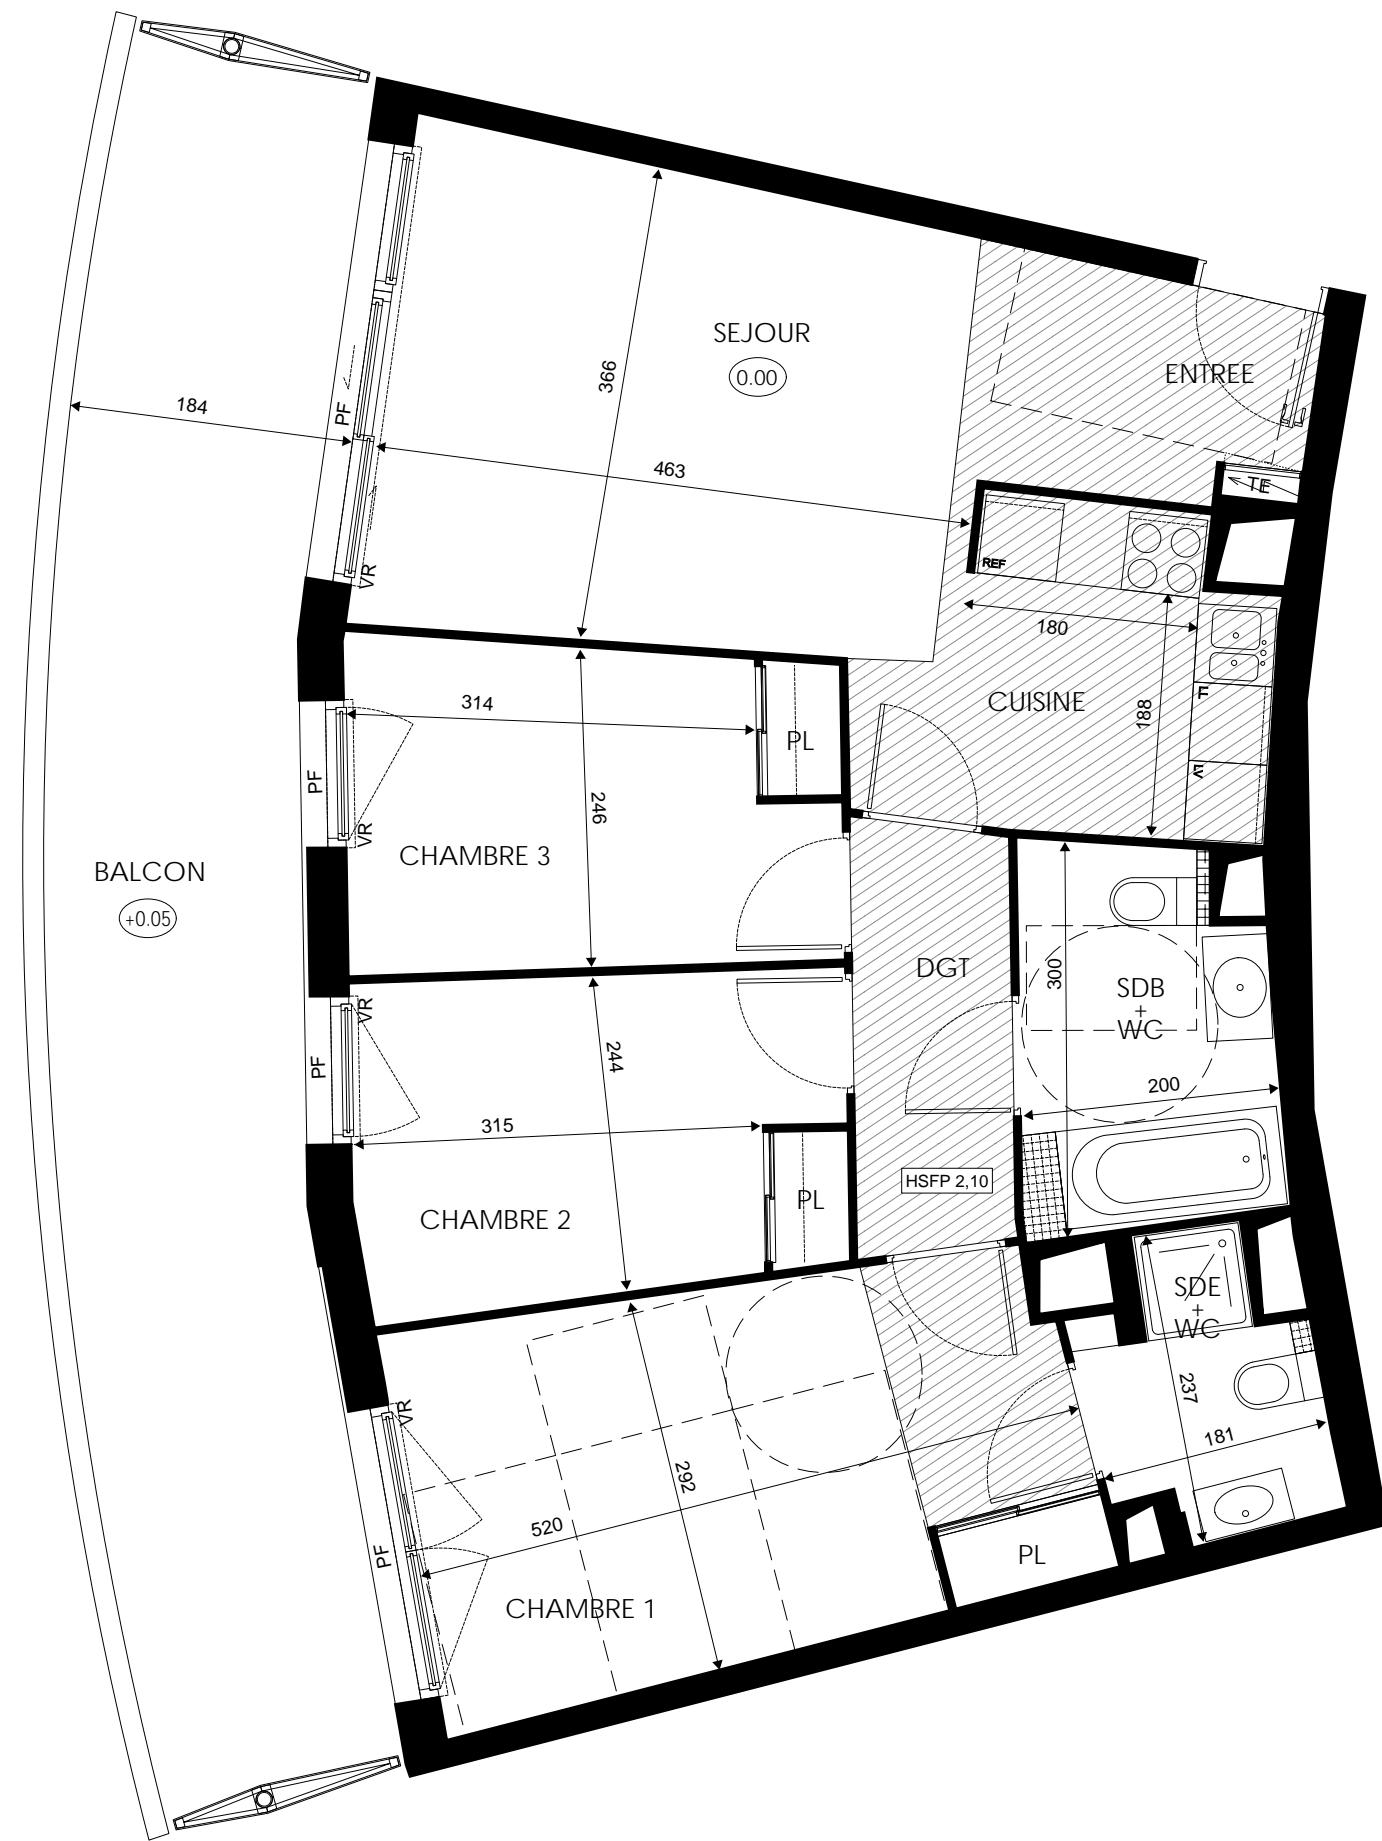 SEJOUR
0.00
ENTREE
366
184
PF
463
TE
REF
VR
180
188
CUISINE
LL
LV
314
PL
PF
246
VR
CHAMBRE 3
BALCON
+0.05
300
DGT
SDB
+
WC
VR
PF
244
200
315
HSFP 2,10
PL
CHAMBRE 2
SDE
+
WC
237
VR
181
292
520
PF
PL
CHAMBRE 1